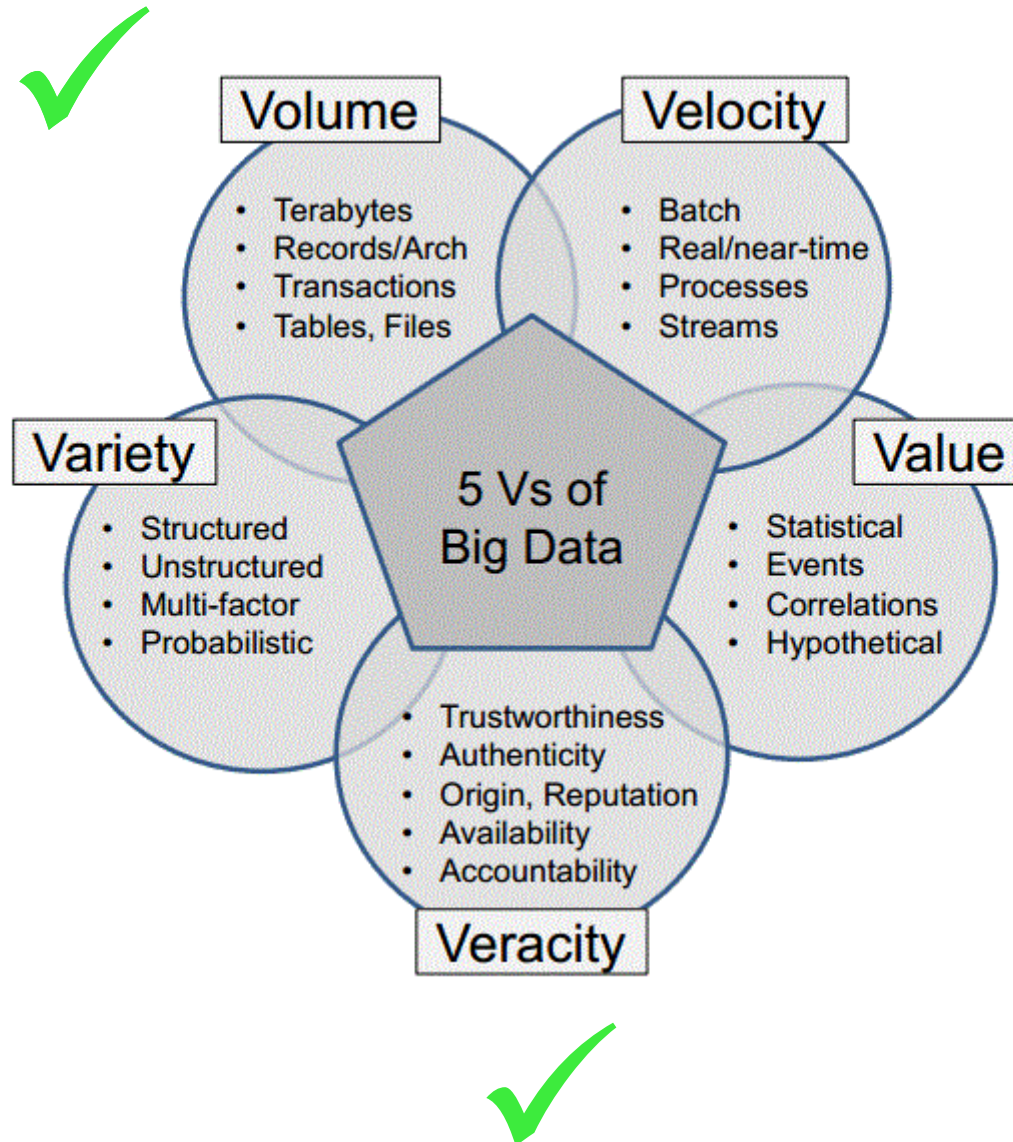 Volume
• Terabytes
• Records/Arch
• Transactions
• Tables, Files
Velocity
• Batch
• Real/near-time
• Processes
• Streams
Variety
• Structured
• Unstructured
• Multi-factor
• Probabilistic
5 Vs of
Big Data
Value
• Statistical
• Events
• Correlations
• Hypothetical
• Trustworthiness
• Authenticity
• Origin, Reputation
• Availability
• Accountability
Veracity